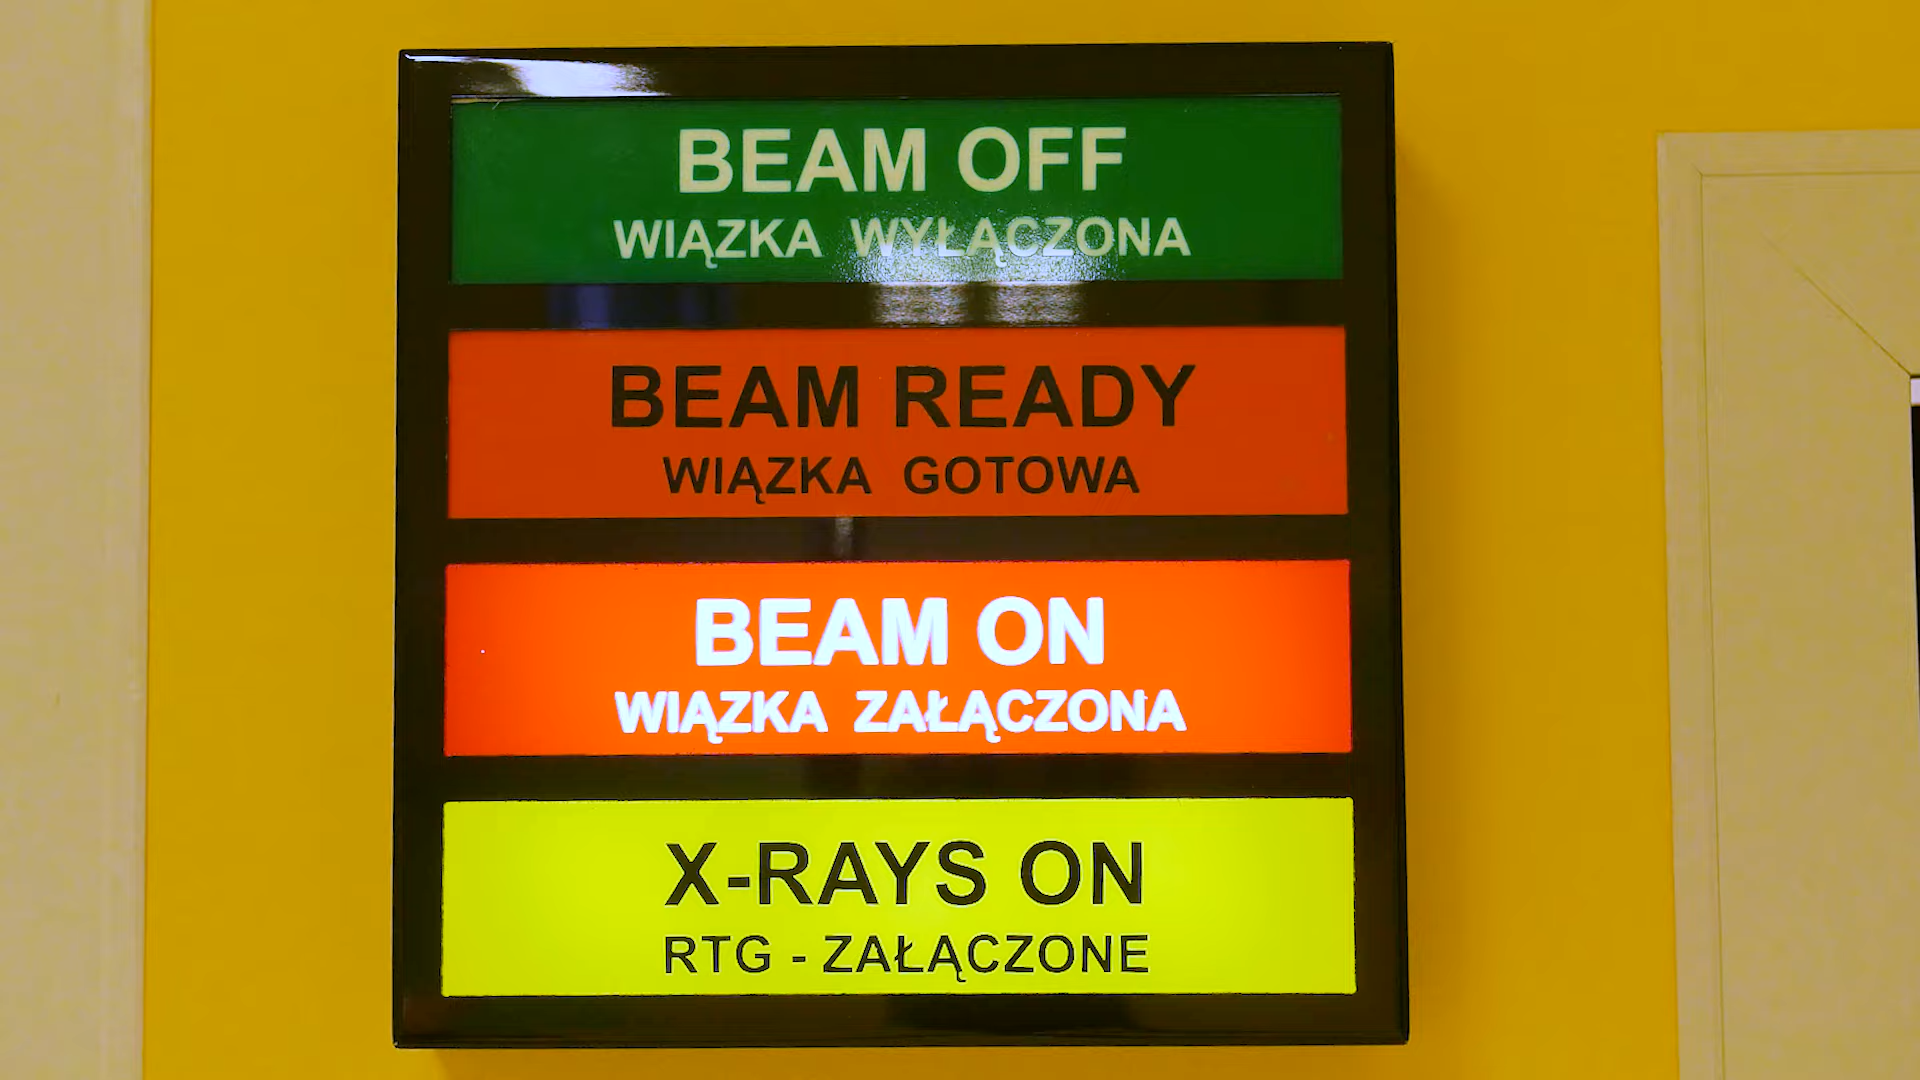 BEAM OFF
WIĄZKA WYŁĄCZONA
BEAM READY
WIĄZKA GOTOWA
BEAM ON
WIĄZKA ZAŁĄCZONA
X-RAYS ON
RTG - ZAŁĄCZONE